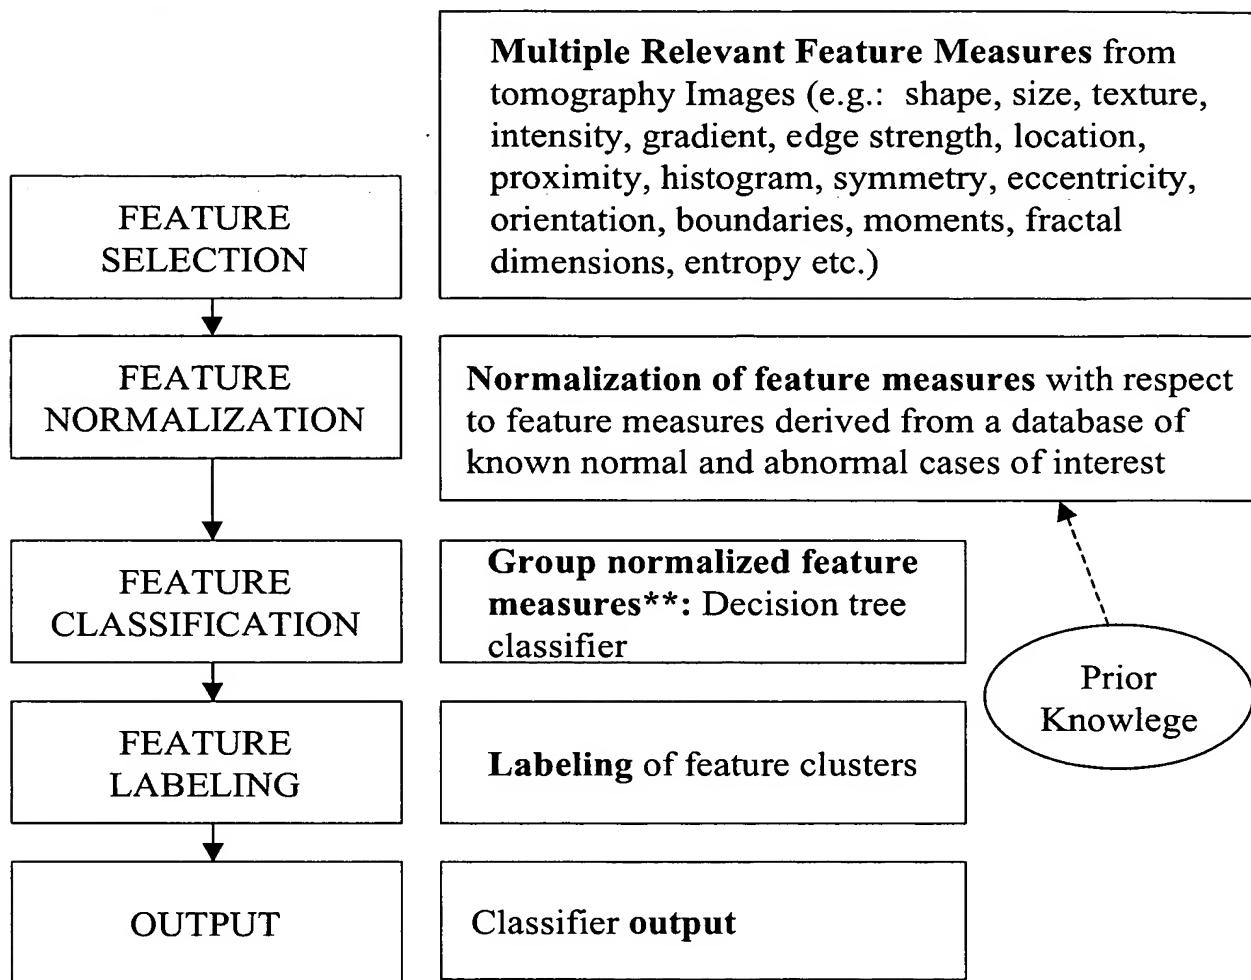 Multiple Relevant Feature Measures from
tomography Images (e.g.: shape, size, texture,
intensity, gradient, edge strength, location,
proximity, histogram, symmetry, eccentricity,
orientation, boundaries, moments, fractal
dimensions, entropy etc.)
FEATURE
SELECTION
FEATURE
NORMALIZATION
Normalization of feature measures with respect
to feature measures derived from a database of
known normal and abnormal cases of interest
FEATURE
CLASSIFICATION
Group normalized feature
measures**: Decision tree
classifier
Prior
Knowlege
FEATURE
LABELING
Labeling of feature clusters
OUTPUT
Classifier output